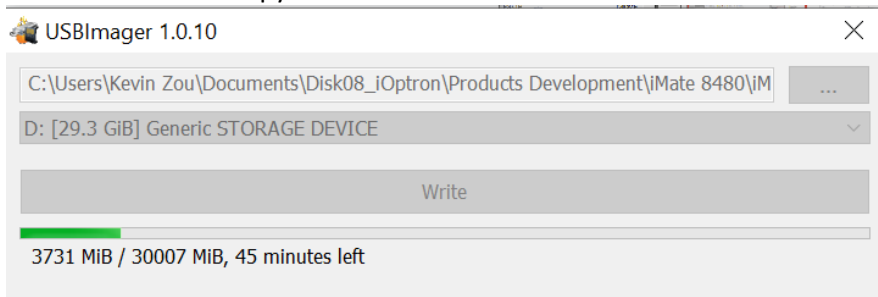 USBImager 1.0.10
C:\Users\Kevin Zou\Documents\Disk08_iOptron\Products Development\iMate 8480\iM
...
D: [29.3 GiB] Generic STORAGE DEVICE
Write
3731 MiB / 30007 MiB, 45 minutes left